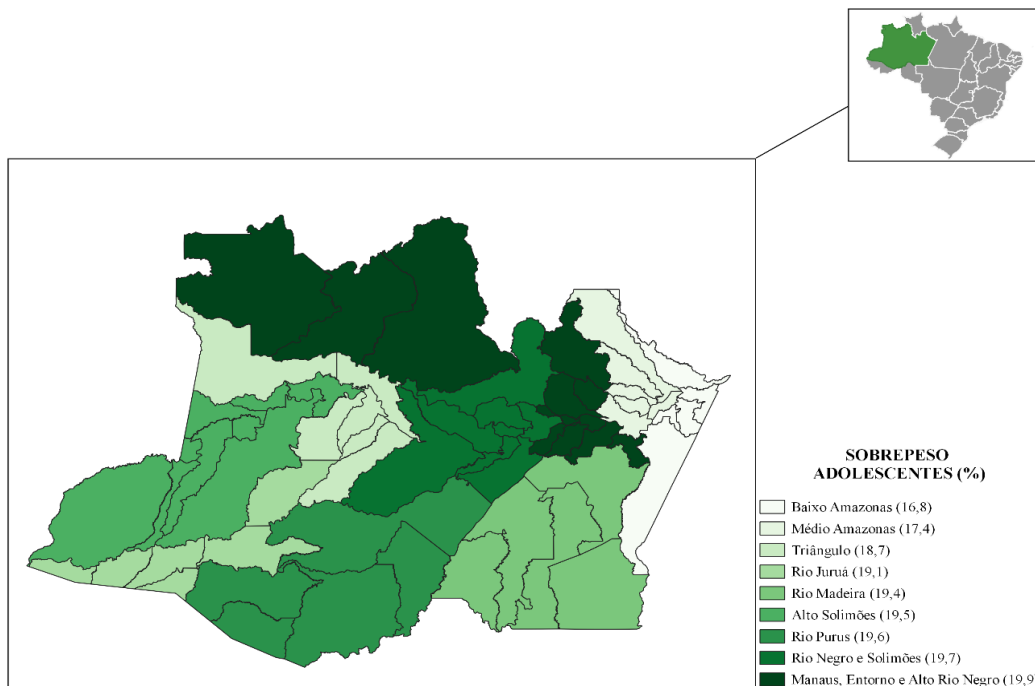 SOBREPESO
ADOLESCENTES (%)
Baixo Amazonas (16,8)
Médio Amazonas (17,4)
Triângulo (18,7)
Rio Juruá (19,1)
Rio Madeira (19,4)
Alto Solimões (19,5)
Rio Purus (19,6)
Rio Negro e Solimões (19,7)
Manaus, Entorno e Alto Rio Negro (19,9